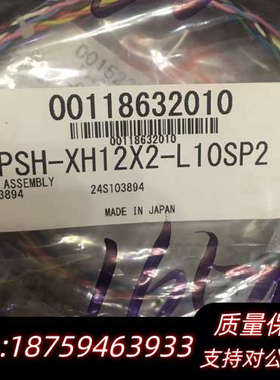 00118632010
00118632010
PSH-XH12X2-L10SP2
ASSEMBLY 24S103894
3894
MADE IN JAPAN
质量保
:18759463933
支持对公